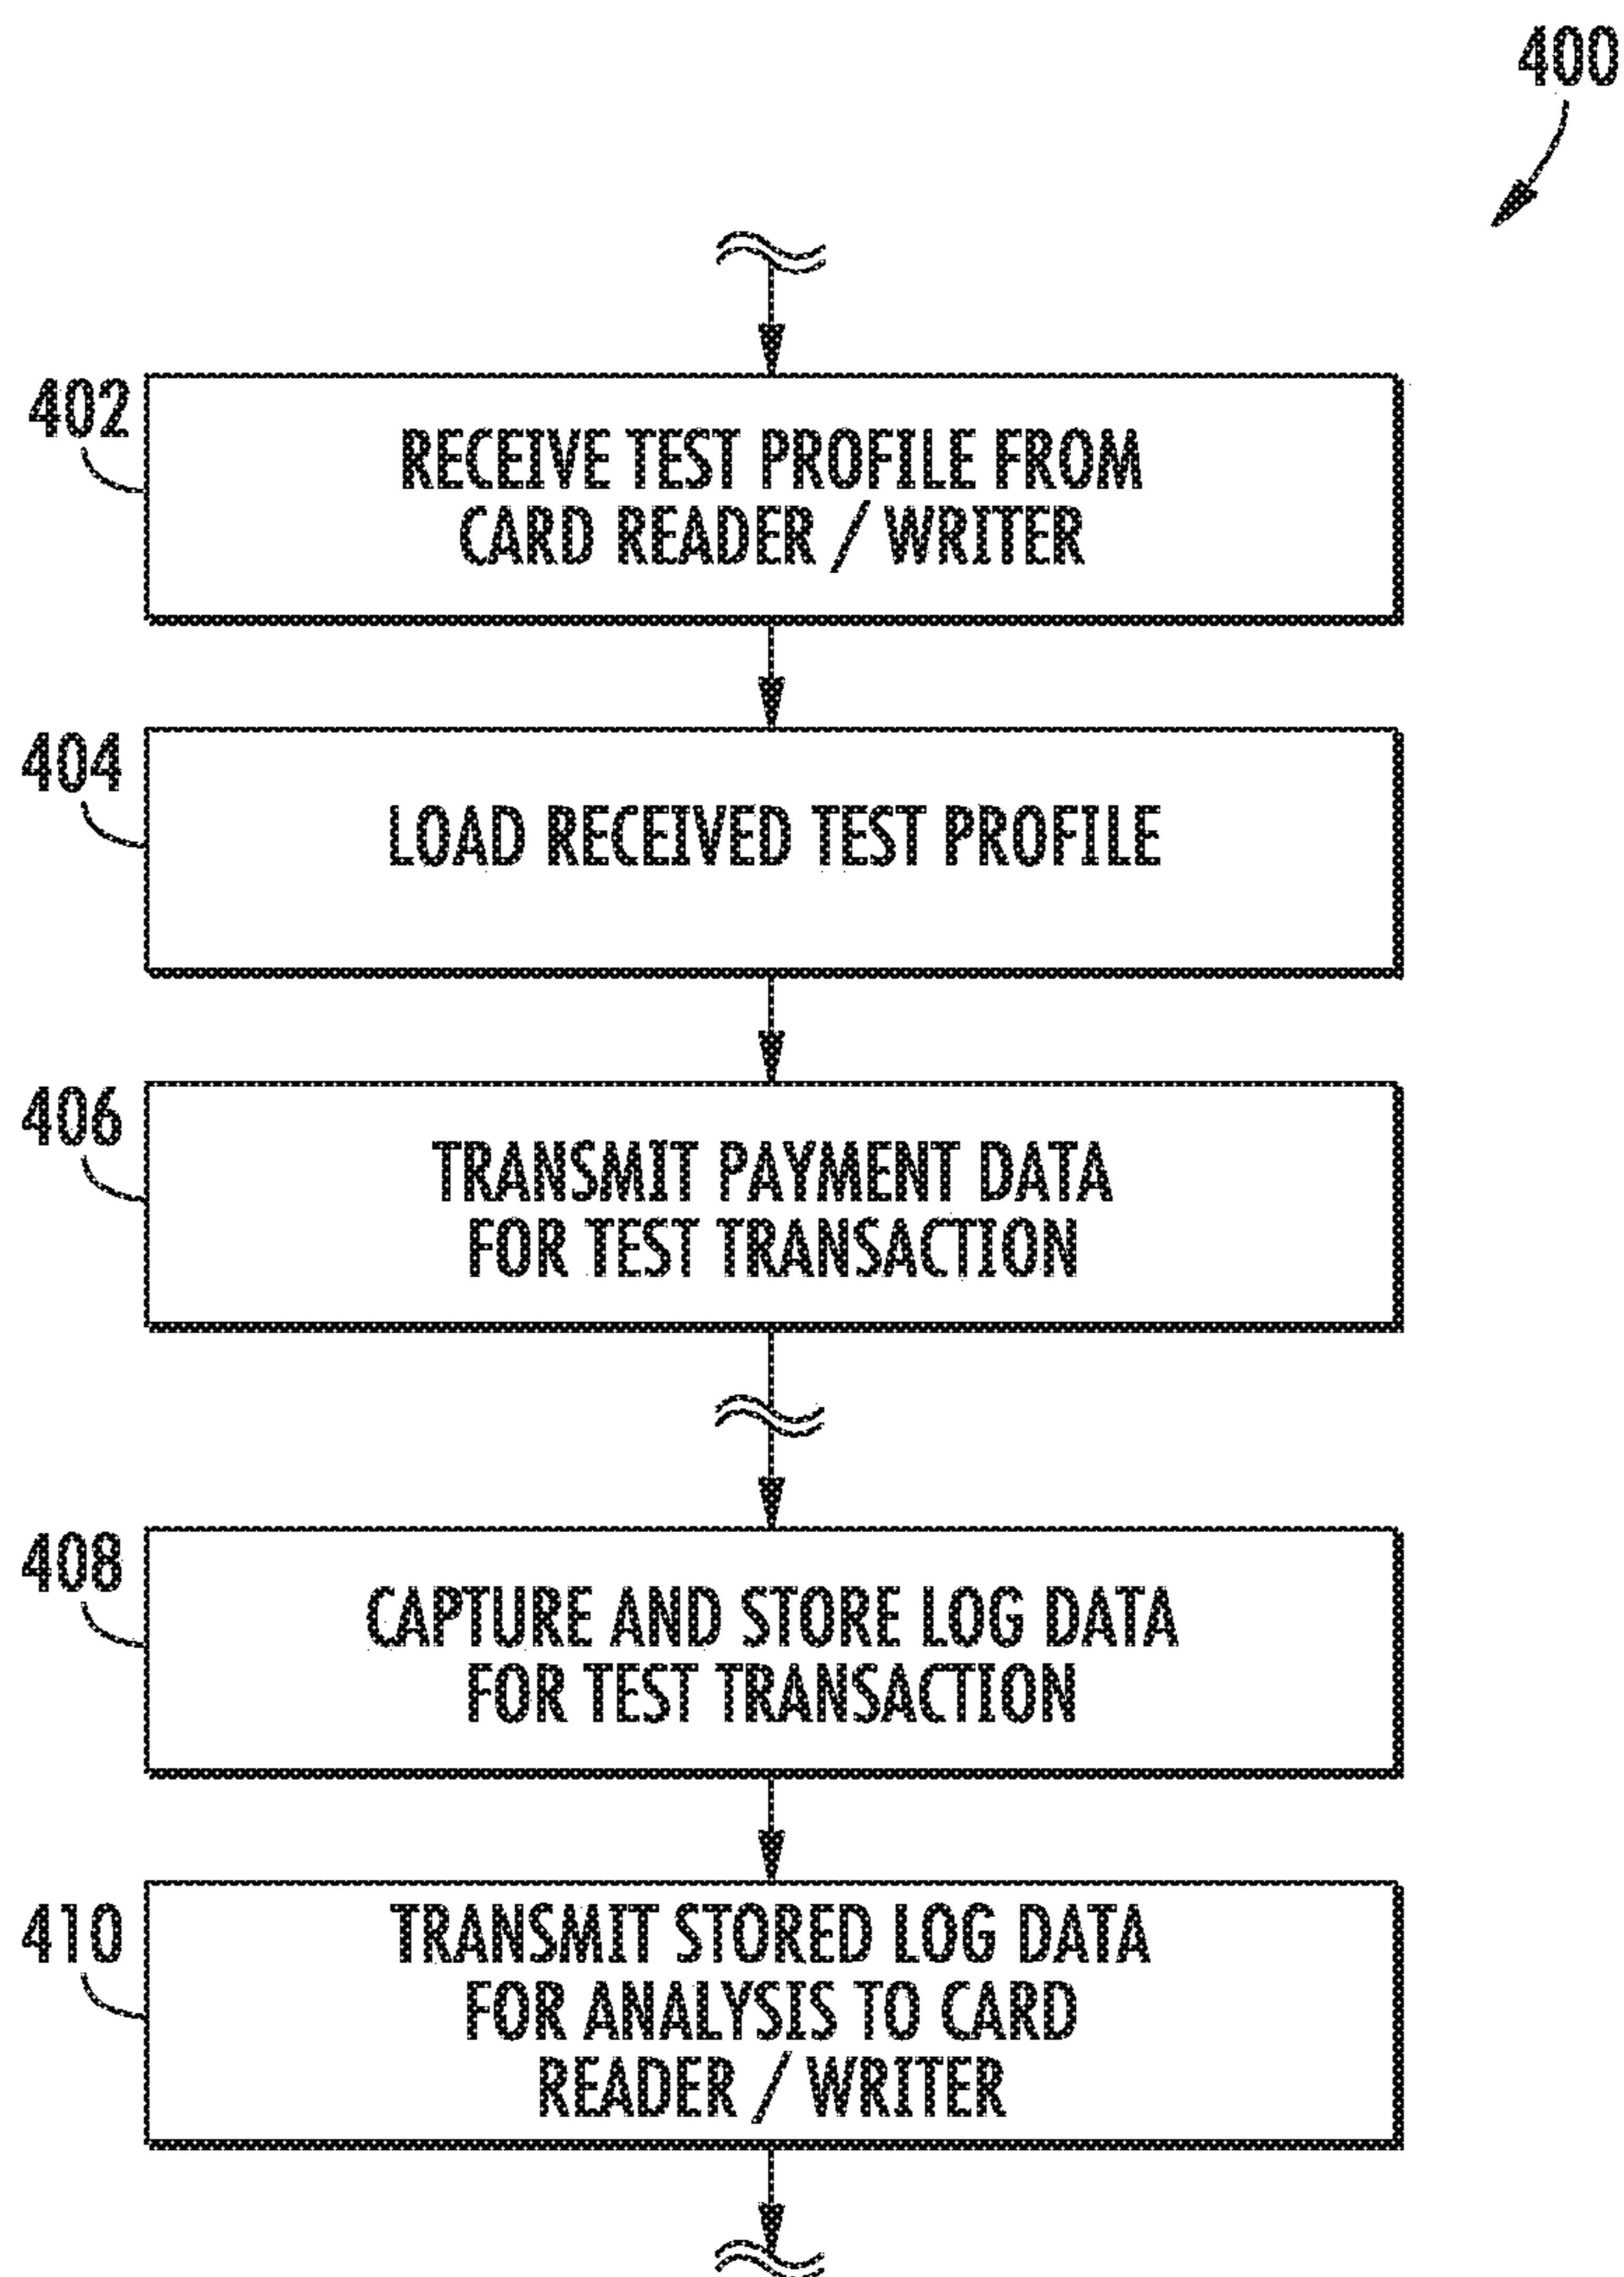 400
402
RECEIVE TEST PROFILE FROM
CARD READER / WRITER
404
LOAD RECEIVED TEST PROFILE
406
TRANSMIT PAYMENT DATA
FOR TEST TRANSACTION
408
CAPTURE AND STORE LOG DATA
FOR TEST TRANSACTION
410
TRANSMIT STORED LOG DATA
FOR ANALYSIS TO CARD
READER / WRITER